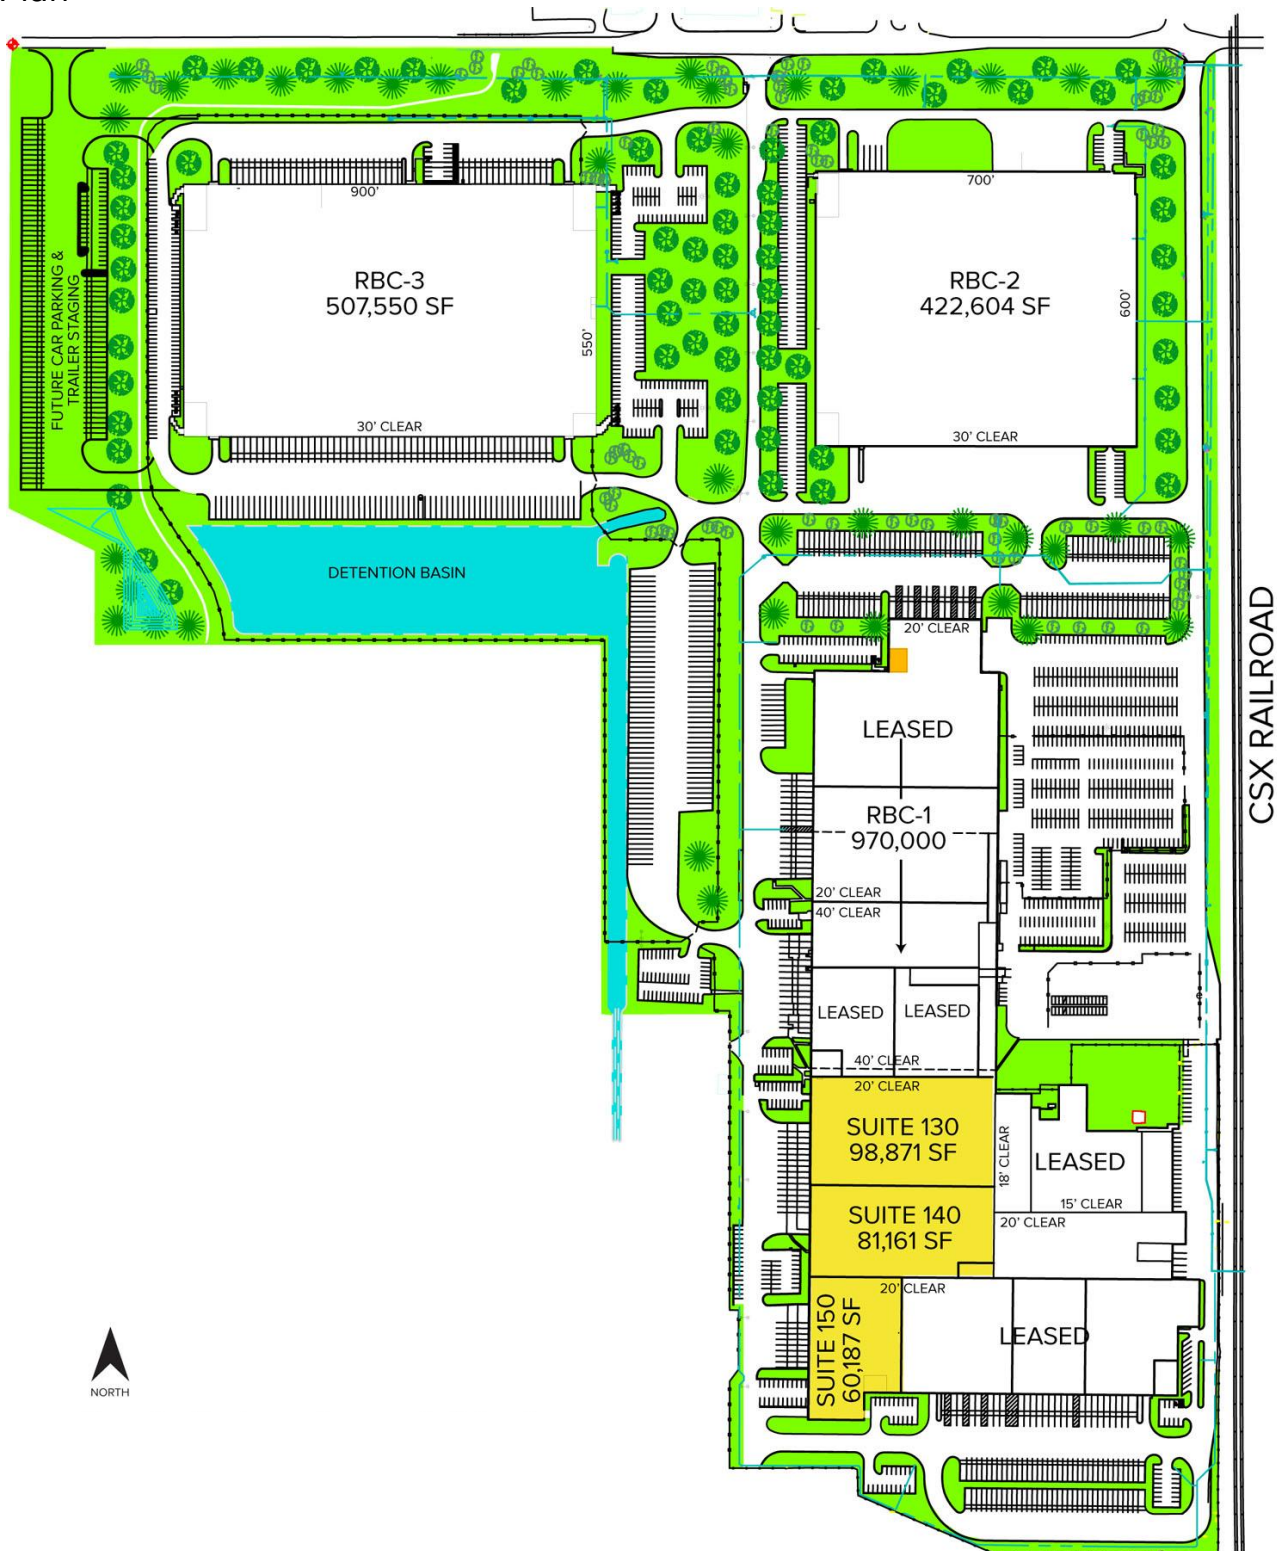 Plan
900'
RBC-3
507,550 SF
550'
30' CLEAR
FUTURE CAR PARKING &
TRAILER STAGING
700'
RBC-2
422,604 SF
600'
30' CLEAR
DETENTION BASIN
CSX RAILROAD
20' CLEAR
LEASED
RBC-1
970,000
20' CLEAR
40' CLEAR
LEASED
LEASED
40' CLEAR
20' CLEAR
SUITE 130
98,871 SF
18' CLEAR
LEASED
15' CLEAR
SUITE 140
81,161 SF
20' CLEAR
20' CLEAR
SUITE 150
60,187 SF
LEASED
NORTH